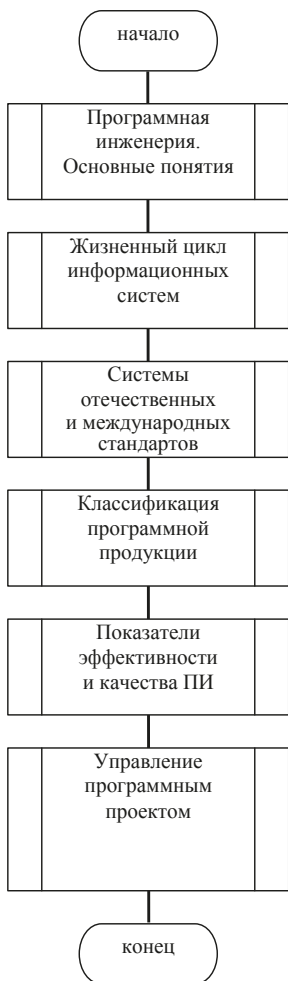 начало
Программная
инженерия.
Основные понятия
Жизненный цикл
информационных
систем
Системы
отечественных
и международных
стандартов
Классификация
программной
продукции
Показатели
эффективности
и качества ПИ
Управление
программным
проектом
конец